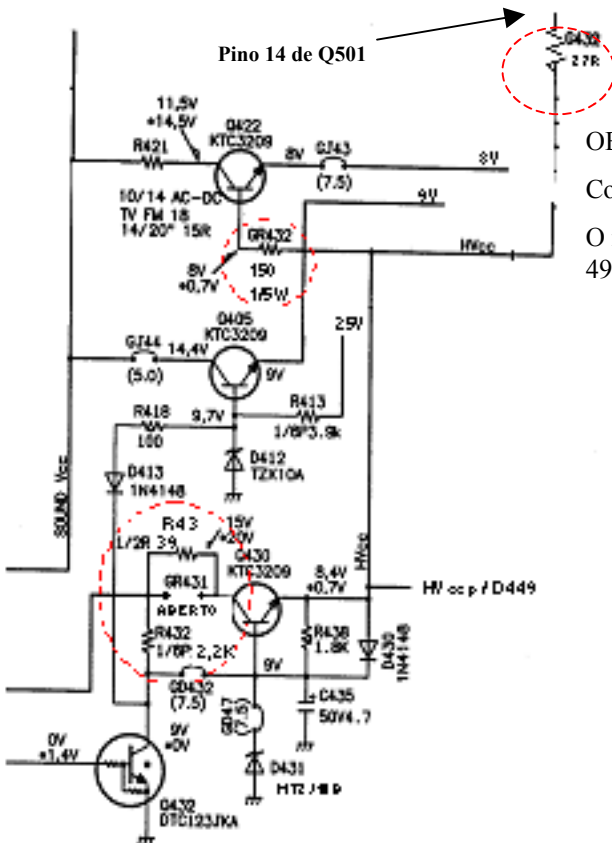 Pino 14 de Q501
27R
11,5V
*14,5V
Q422
KTC3209
R421
8V
GJ43
(7.5)
8V
10/14 AC-DC
TV FM 18
14/20" 15R
9V
GR432
HVcc
8V
*0.7V
150
1/5W
O
49
Q405
KTC3209
25V
GJ44
14,4V
(5.0)
9V
R418
9,7V
R413
100
1/8P3.9k
D412
TZX10A
D413
1N4148
SOUND Vcc
HVcc
R43
15V
*20V
1/2R 39
Q430
KTC3209
GR431
8,4V
*0.7V
ABERTO
R432
R438
1.8K
D430
1N4148
1/8P 2,2K
9V
GD432
(7.5)
GD47
(7.5)
C435
50V4.7
9V
*0V
0V
*1,4V
D431
Q432
DTC123JKA